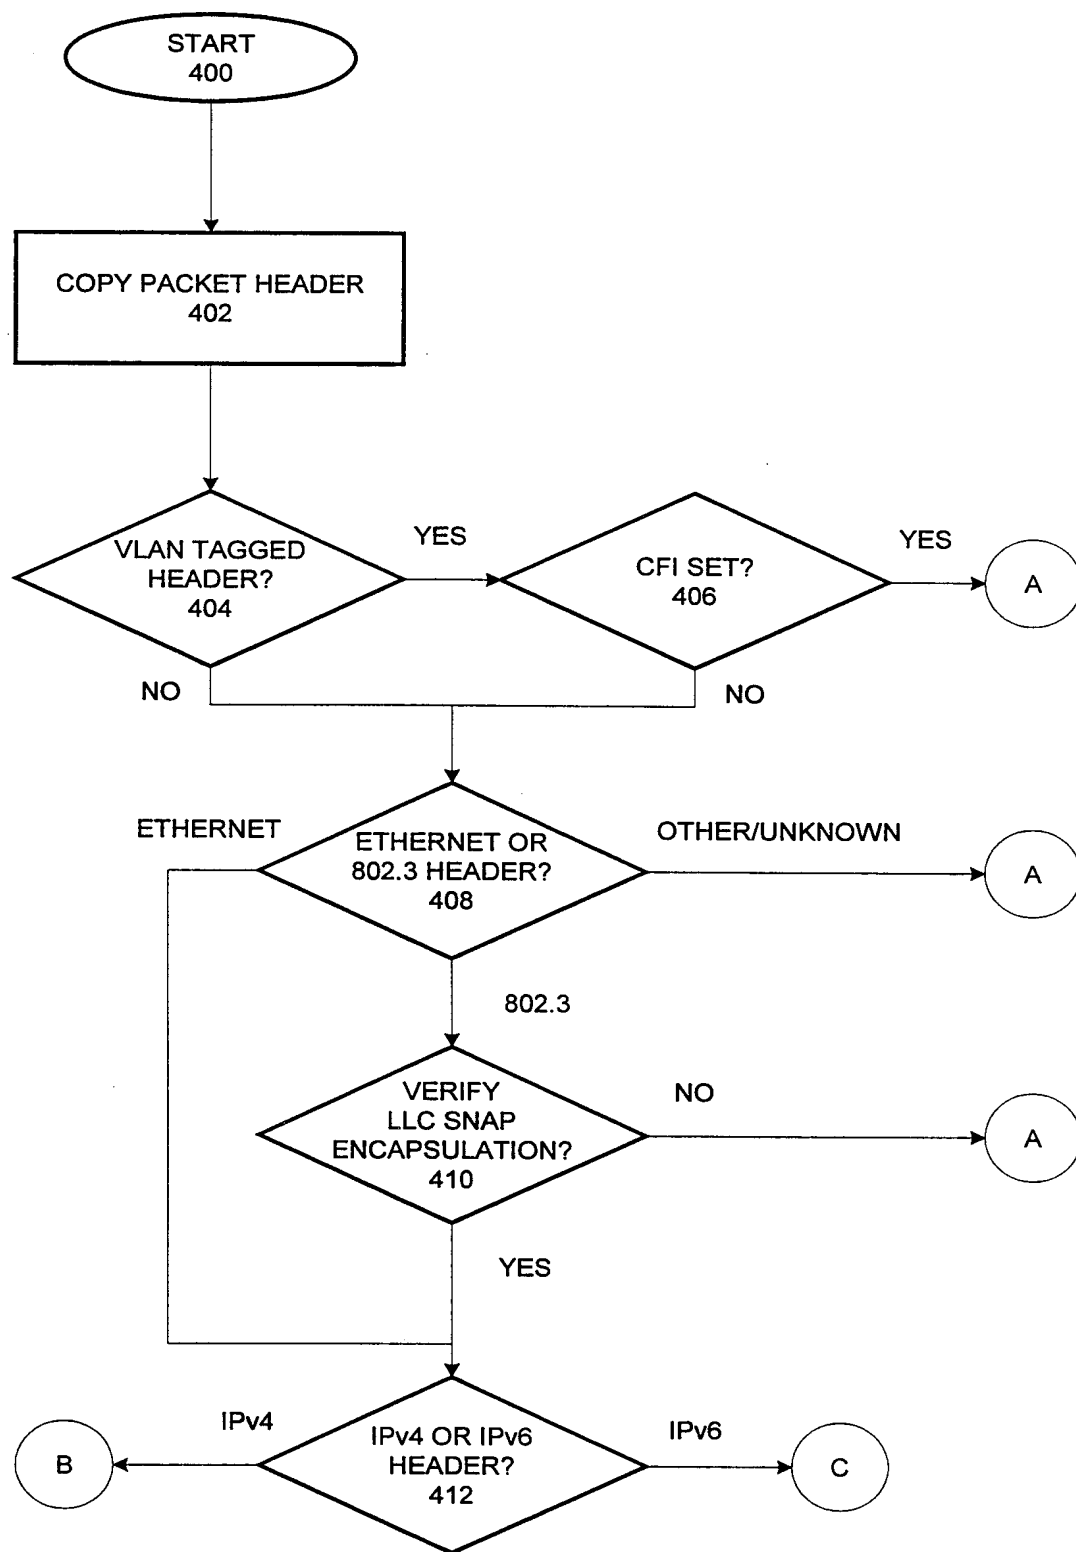 START
400
COPY PACKET HEADER
402
VLAN TAGGED
HEADER?
404
YES
CFI SET?
406
YES
A
NO
NO
ETHERNET
ETHERNET OR
802.3 HEADER?
408
OTHER/UNKNOWN
A
802.3
VERIFY
LLC SNAP
ENCAPSULATION?
410
NO
A
YES
IPv4
IPv4 OR IPv6
HEADER?
412
IPv6
B
C